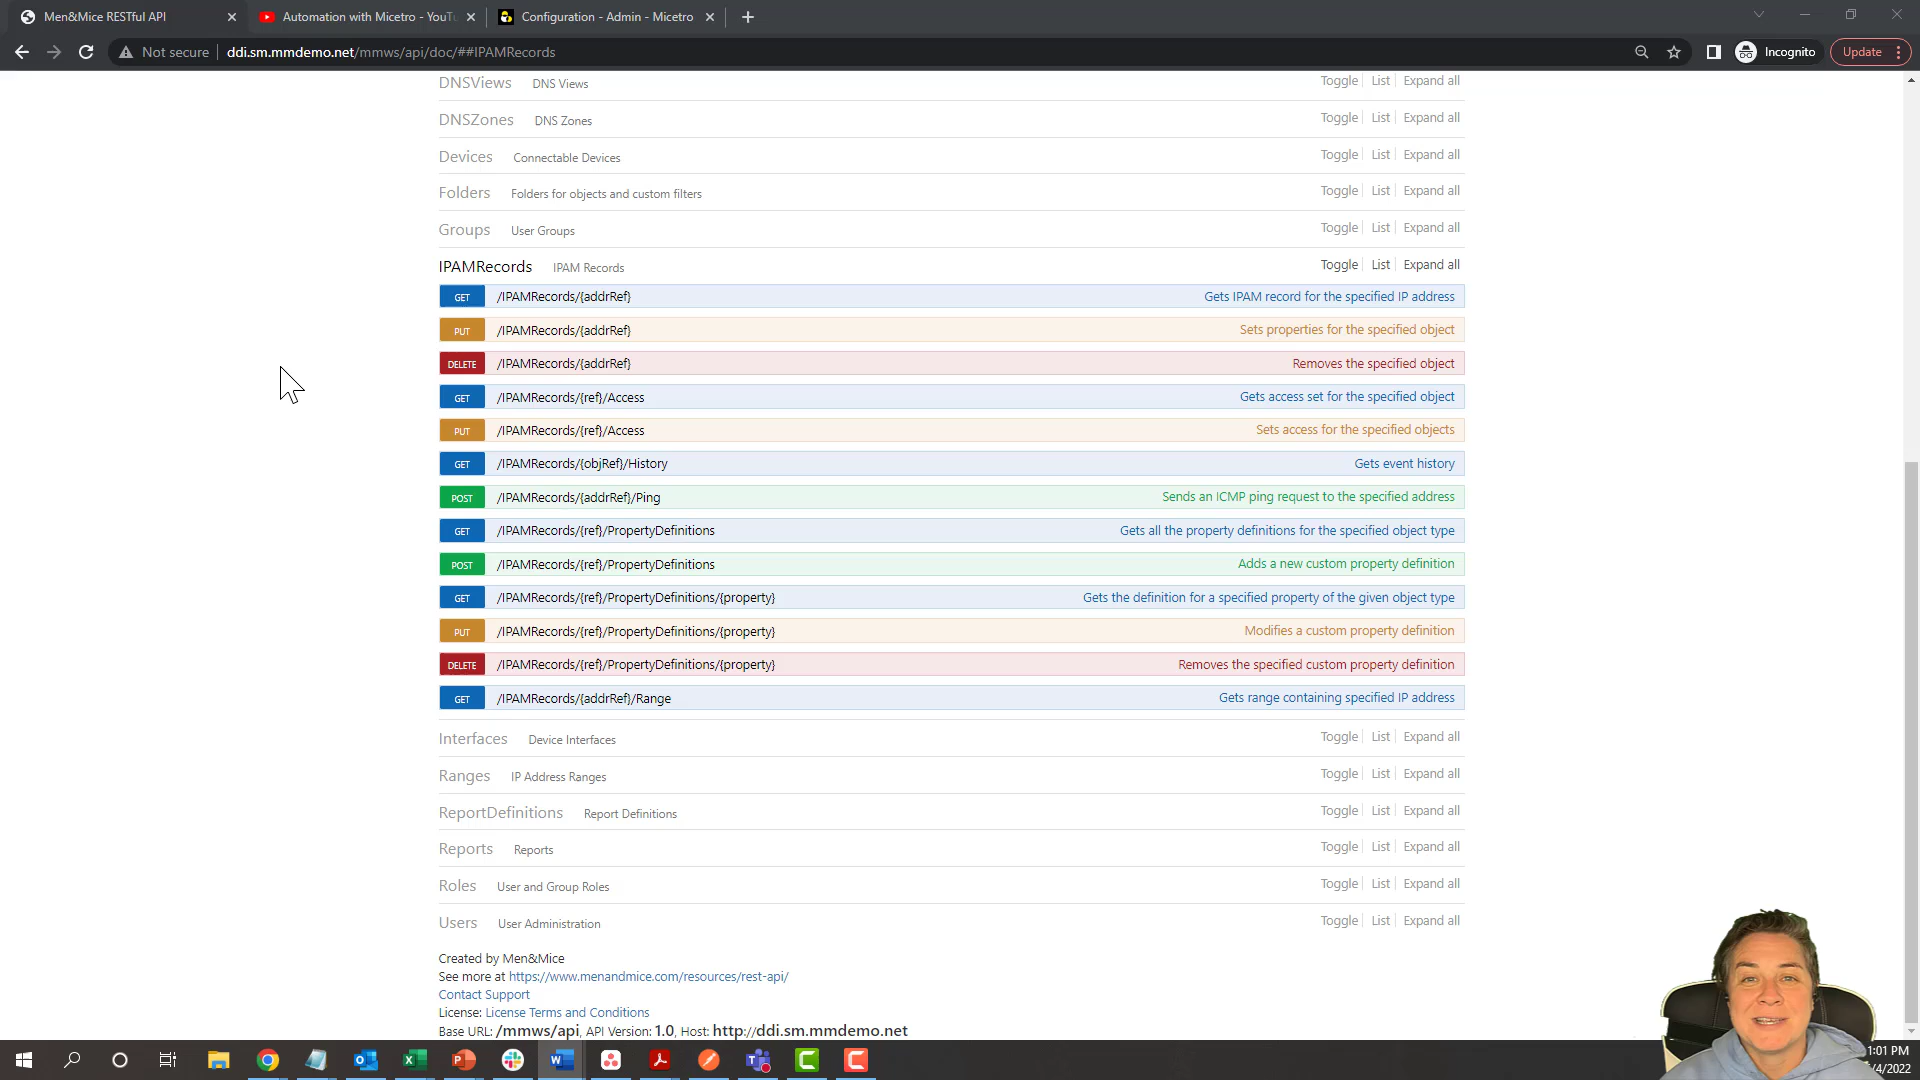 Men&Mice RESTful API
Automation with Micetro - YouTu
Configuration - Admin - Micetro
Not secure
ddi.sm.mmdemo.net/mmws/api/doc/##IPAMRecords
Incognito
Update
DNSViews DNS Views Toggle List Expand all
DNSZones DNS Zones Toggle List Expand all
Devices Connectable Devices Toggle List Expand all
Folders Folders for objects and custom filters Toggle List Expand all
Groups User Groups Toggle List Expand all
IPAMRecords IPAM Records Toggle List Expand all
GET /IPAMRecords/{addrRef} Gets IPAM record for the specified IP address
PUT /IPAMRecords/{addrRef} Sets properties for the specified object
DELETE /IPAMRecords/{addrRef} Removes the specified object
GET /IPAMRecords/{ref}/Access Gets access set for the specified object
PUT /IPAMRecords/{ref}/Access Sets access for the specified objects
GET /IPAMRecords/{objRef}/History Gets event history
POST /IPAMRecords/{addrRef}/Ping Sends an ICMP ping request to the specified address
GET /IPAMRecords/{ref}/PropertyDefinitions Gets all the property definitions for the specified object type
POST /IPAMRecords/{ref}/PropertyDefinitions Adds a new custom property definition
GET /IPAMRecords/{ref}/PropertyDefinitions/{property} Gets the definition for a specified property of the given object type
PUT /IPAMRecords/{ref}/PropertyDefinitions/{property} Modifies a custom property definition
DELETE /IPAMRecords/{ref}/PropertyDefinitions/{property} Removes the specified custom property definition
GET /IPAMRecords/{addrRef}/Range Gets range containing specified IP address
Interfaces Device Interfaces Toggle List Expand all
Ranges IP Address Ranges Toggle List Expand all
ReportDefinitions Report Definitions Toggle List Expand all
Reports Reports Toggle List Expand all
Roles User and Group Roles Toggle List Expand all
Users User Administration Toggle List Expand all
Created by Men&Mice
See more at https://www.menandmice.com/resources/rest-api/
Contact Support
License: License Terms and Conditions
Base URL: /mmws/api, API Version: 1.0, Host: http://ddi.sm.mmdemo.net
1:01 PM
/4/2022